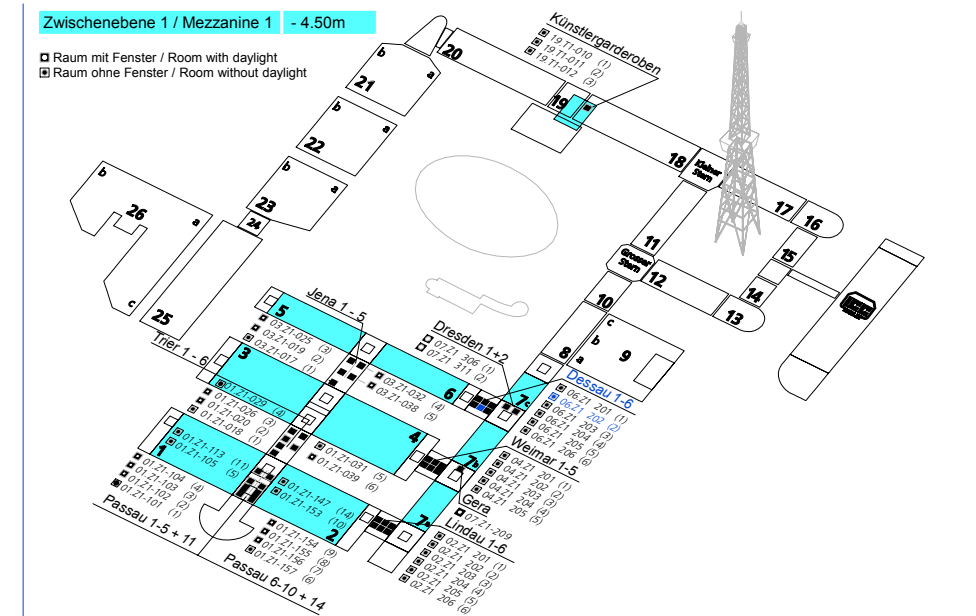 Zwischenebene 1 / Mezzanine 1 - 4.50m
Raum mit Fenster / Room with daylight
Raum ohne Fenster / Room without daylight
Künstlergarderoben
19 T1-010 (1)
19 T1-011 (2)
19 T1-012 (3)
20
b
21
a
19
b
22
a
b
23
a
24
b
26
a
c
25
18
Kleiner
Stern
17
16
15
14
13
11
Grosser
Stern
12
10
8
c
b
9
a
Jena 1 - 5
5
03.Z1-025 (3)
03.Z1-019 (2)
03.Z1-017 (1)
03.Z1-032 (4)
03.Z1-038 (5)
6
Dresden 1+2
07.Z1 306 (1)
07.Z1 311 (2)
7c
Dessau 1-6
06.Z1 201 (1)
06.Z1 202 (2)
06.Z1 203 (3)
06.Z1 204 (4)
06.Z1 205 (5)
06.Z1 206 (6)
Trier 1 - 6
3
01.Z1-029 (4)
01.Z1-026 (3)
01.Z1-020 (2)
01.Z1-018 (1)
4
01.Z1-031 (5)
01.Z1-039 (6)
7b
Weimar 1-5
04.Z1 201 (1)
04.Z1 202 (2)
04.Z1 203 (3)
04.Z1 204 (4)
04.Z1 205 (5)
Gera
07.Z1-209
1
01.Z1-113 (11)
01.Z1-105 (5)
01.Z1-104 (4)
01.Z1-103 (3)
01.Z1-102 (2)
01.Z1-101 (1)
Passau 1-5 + 11
01.Z1-147 (14)
01.Z1-153 (10)
2
01.Z1-154 (9)
01.Z1-155 (8)
01.Z1-156 (7)
01.Z1-157 (6)
Passau 6-10 + 14
7a
Lindau 1-6
02.Z1 201 (1)
02.Z1 202 (2)
02.Z1 203 (3)
02.Z1 204 (4)
02.Z1 205 (5)
02.Z1 206 (6)